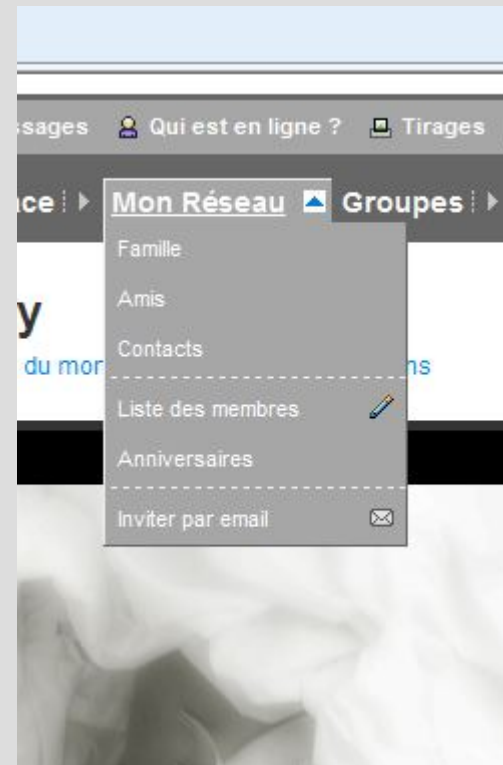 ssages Qui est en ligne ? Tirages
ce Mon Réseau Groupes
Famille
y
Amis
Contacts
du mor ns
Liste des membres
Anniversaires
Inviter par email